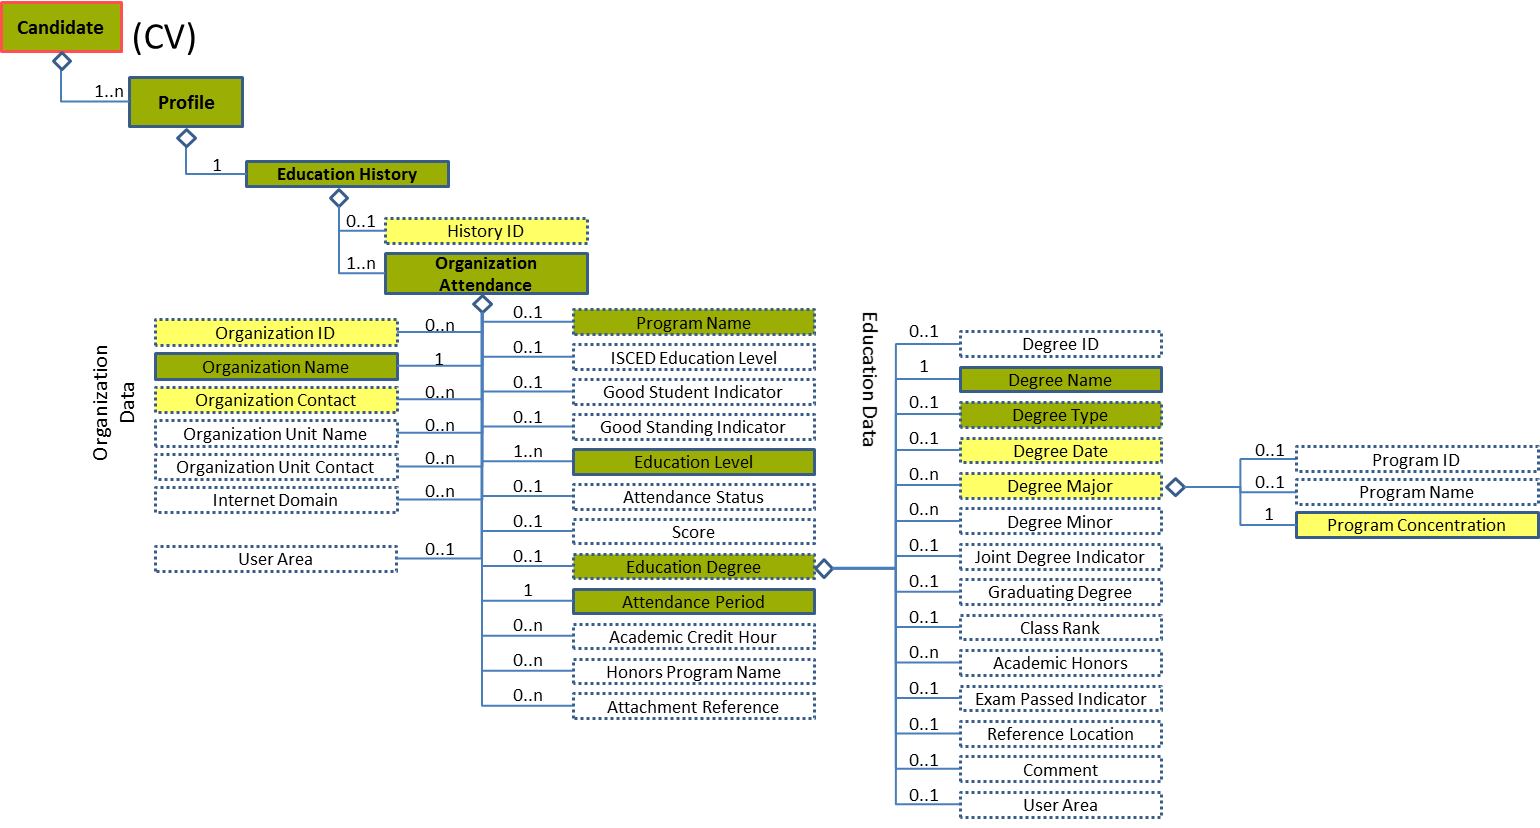 Candidate
(CV)
1..n
Profile
1
Education History
0..1
History ID
1..n
Organization
Attendance
Organization
Data
Organization ID
0..n
Organization Name
1
Organization Contact
0..n
Organization Unit Name
0..n
Organization Unit Contact
0..n
Internet Domain
0..n
User Area
0..1
0..1
Program Name
0..1
ISCED Education Level
0..1
Good Student Indicator
0..1
Good Standing Indicator
1..n
Education Level
0..1
Attendance Status
0..1
Score
0..1
Education Degree
1
Attendance Period
0..n
Academic Credit Hour
0..n
Honors Program Name
0..n
Attachment Reference
Education Data
0..1
Degree ID
1
Degree Name
0..1
Degree Type
0..1
Degree Date
0..n
Degree Major
0..n
Degree Minor
0..1
Joint Degree Indicator
0..1
Graduating Degree
0..1
Class Rank
0..n
Academic Honors
0..1
Exam Passed Indicator
0..1
Reference Location
0..1
Comment
0..1
User Area
0..1
Program ID
0..1
Program Name
1
Program Concentration